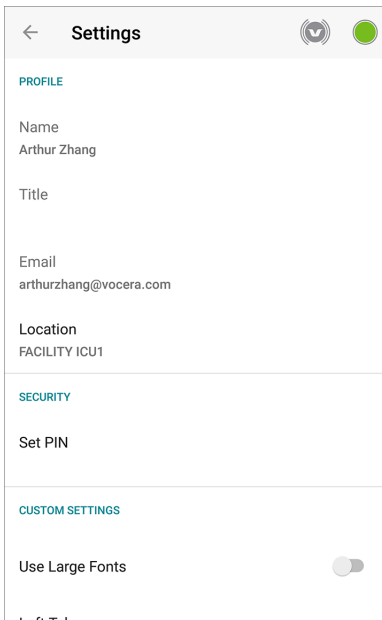 Settings
PROFILE
Name
Arthur Zhang
Title
Email
arthurzhang@vocera.com
Location
FACILITY ICU1
SECURITY
Set PIN
CUSTOM SETTINGS
Use Large Fonts